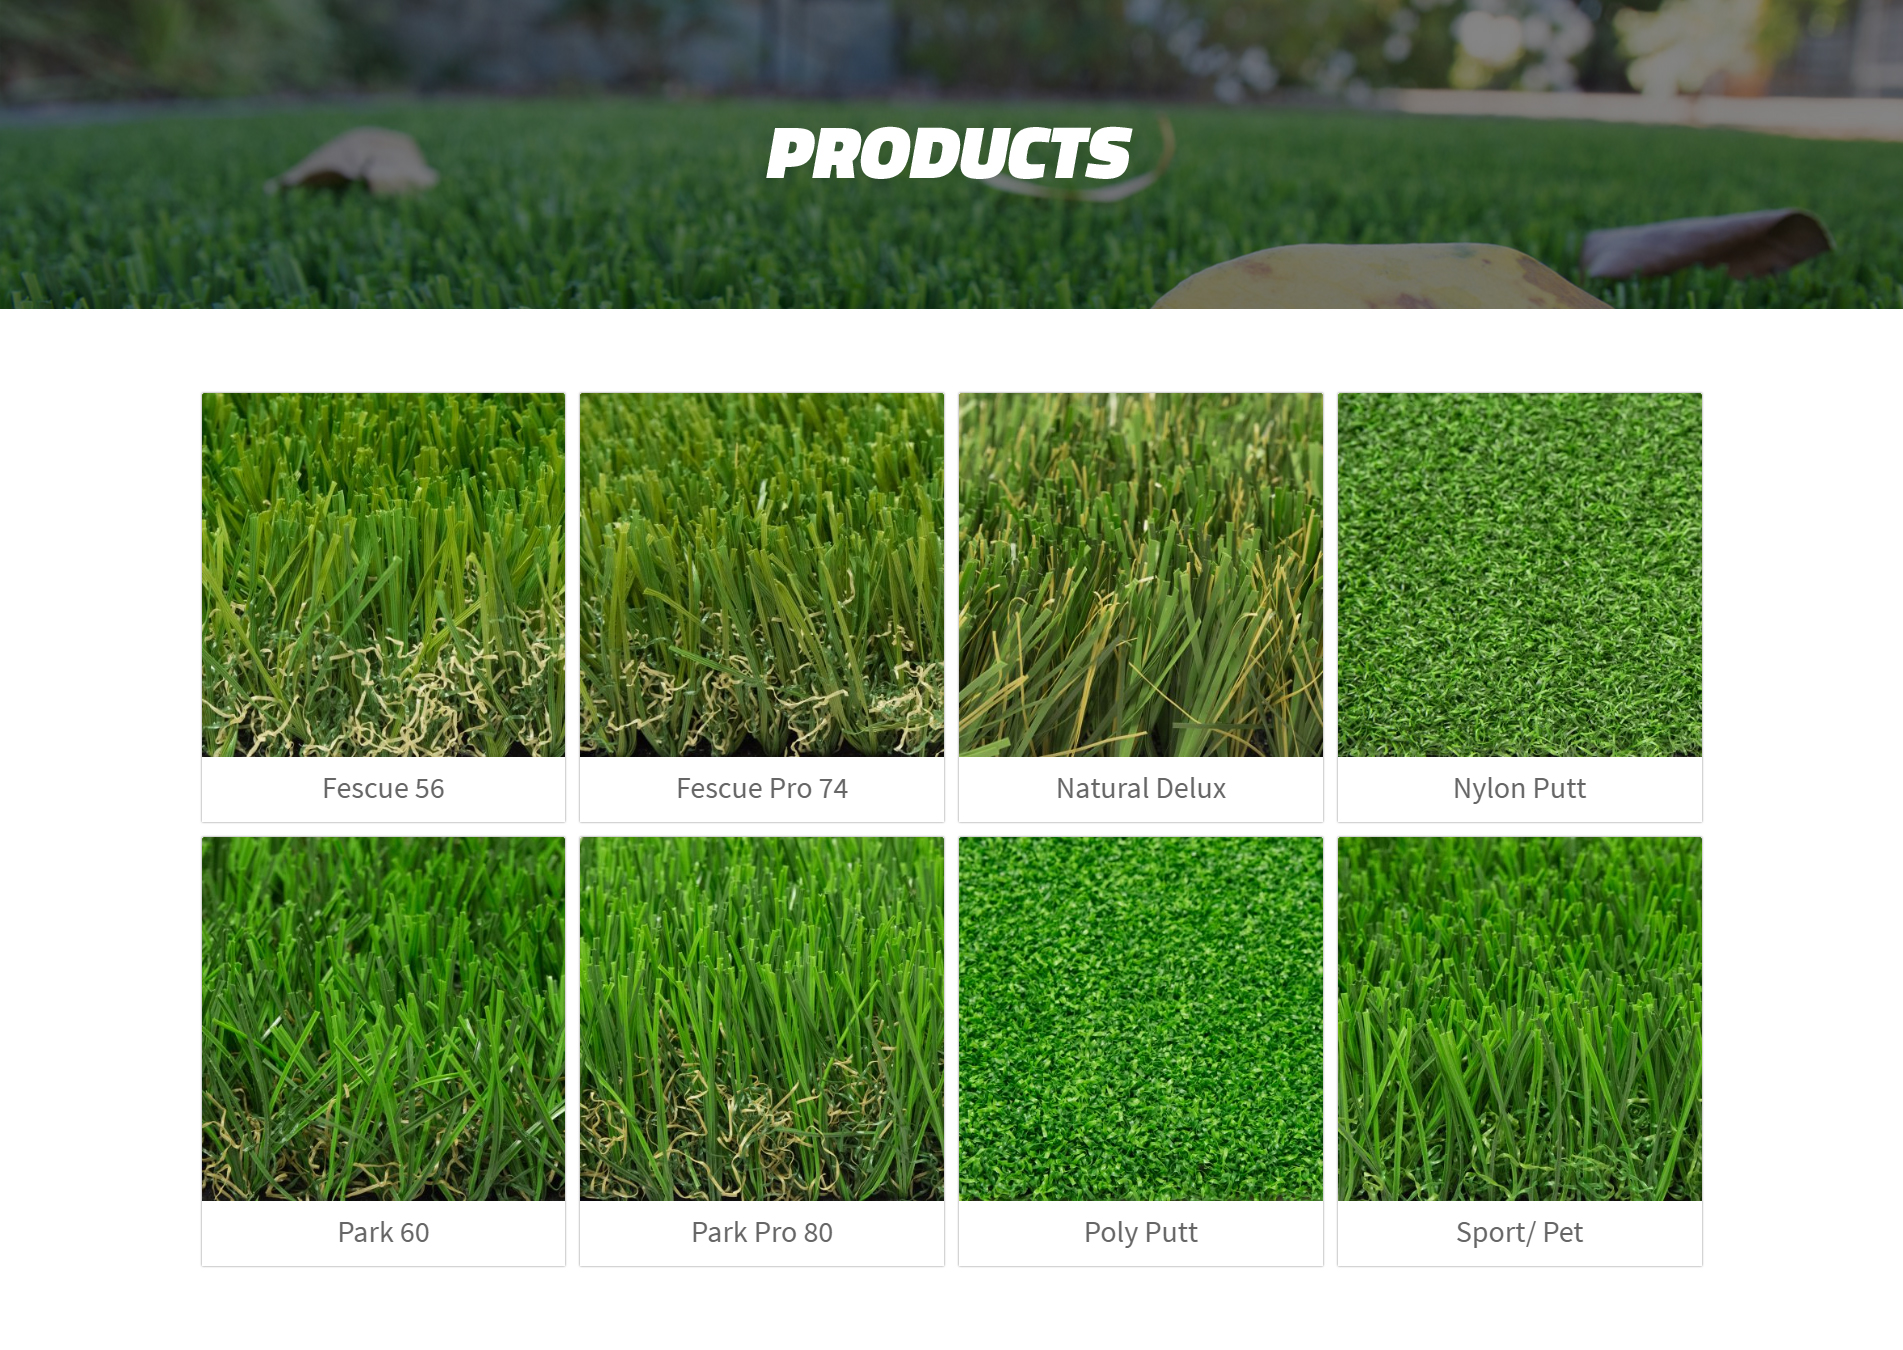 PRODUCTS
Fescue 56
Fescue Pro 74
Natural Delux
Nylon Putt
Park 60
Park Pro 80
Poly Putt
Sport/ Pet